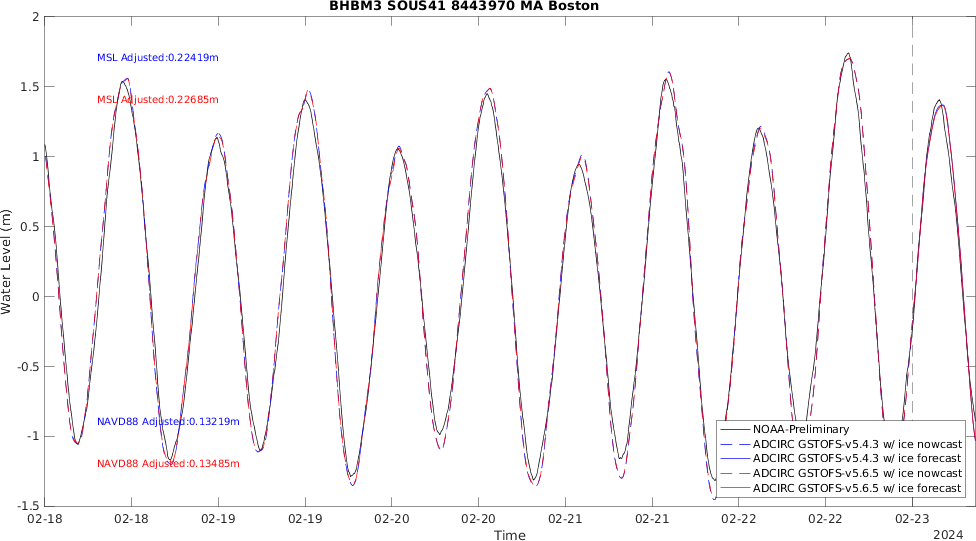 BHBM3 SOUS41 8443970 MA Boston
2
1.5
1
0.5
0
-0.5
-1
-1.5
Water Level (m)
MSL Adjusted:0.22419m
MSL Adjusted:0.22685m
NAVD88 Adjusted:0.13219m
NAVD88 Adjusted:0.13485m
NOAA-Preliminary
ADCIRC GSTOFS-v5.4.3 w/ ice nowcast
ADCIRC GSTOFS-v5.4.3 w/ ice forecast
ADCIRC GSTOFS-v5.6.5 w/ ice nowcast
ADCIRC GSTOFS-v5.6.5 w/ ice forecast
02-18 02-18 02-19 02-19 02-20 02-20 02-21 02-21 02-22 02-22 02-23
Time
2024